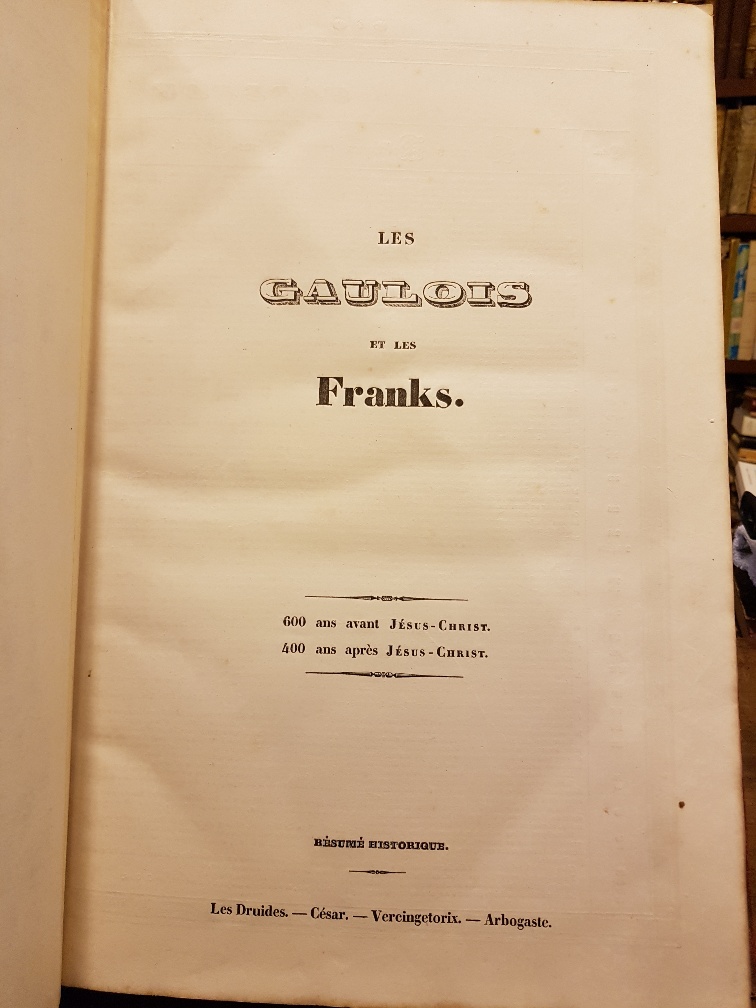 LES
GAULOIS
ET LES
Franks.
600 ans avant JÉSUS-CHRIST.
400 ans après JÉSUS-CHRIST.
RÉSUMÉ HISTORIQUE.
Les Druides. — César. — Vercingetorix. — Arbogaste.